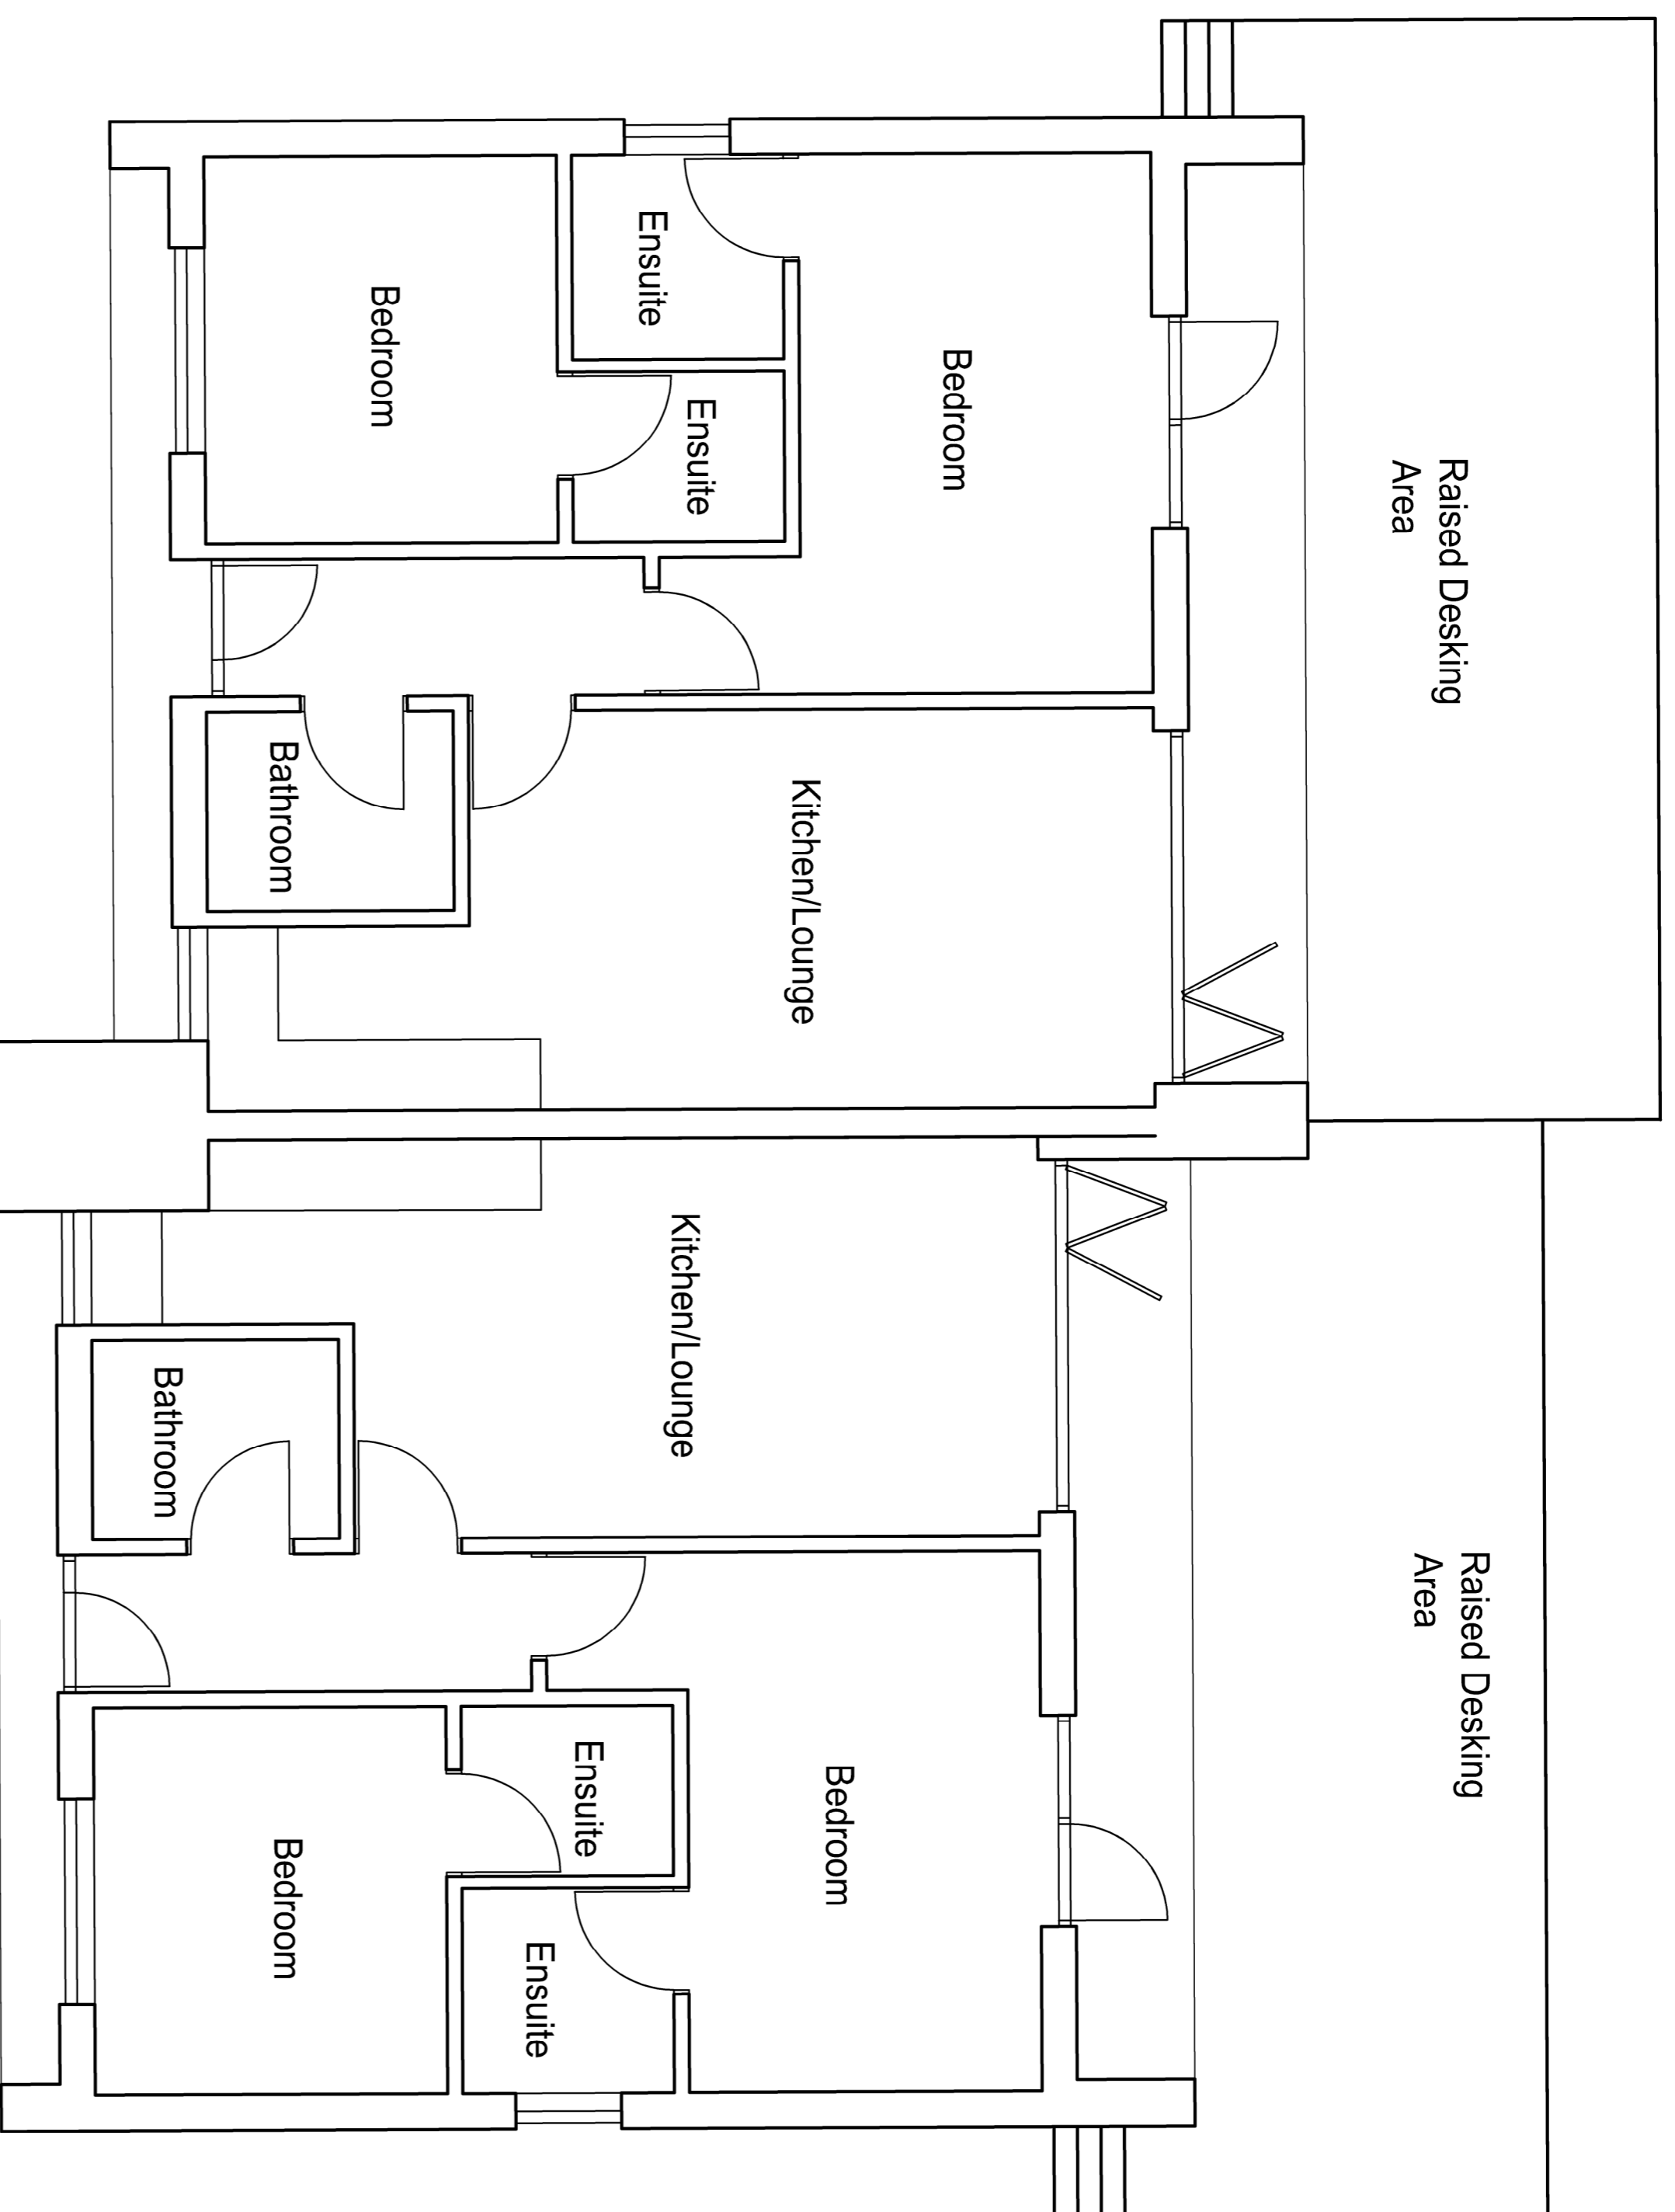 Raised Desking
Area
Raised Desking
Area
Bedroom
Kitchen/Lounge
Kitchen/Lounge
Bedroom
Ensuite
Ensuite
Ensuite
Ensuite
Bedroom
Bathroom
Bathroom
Bedroom